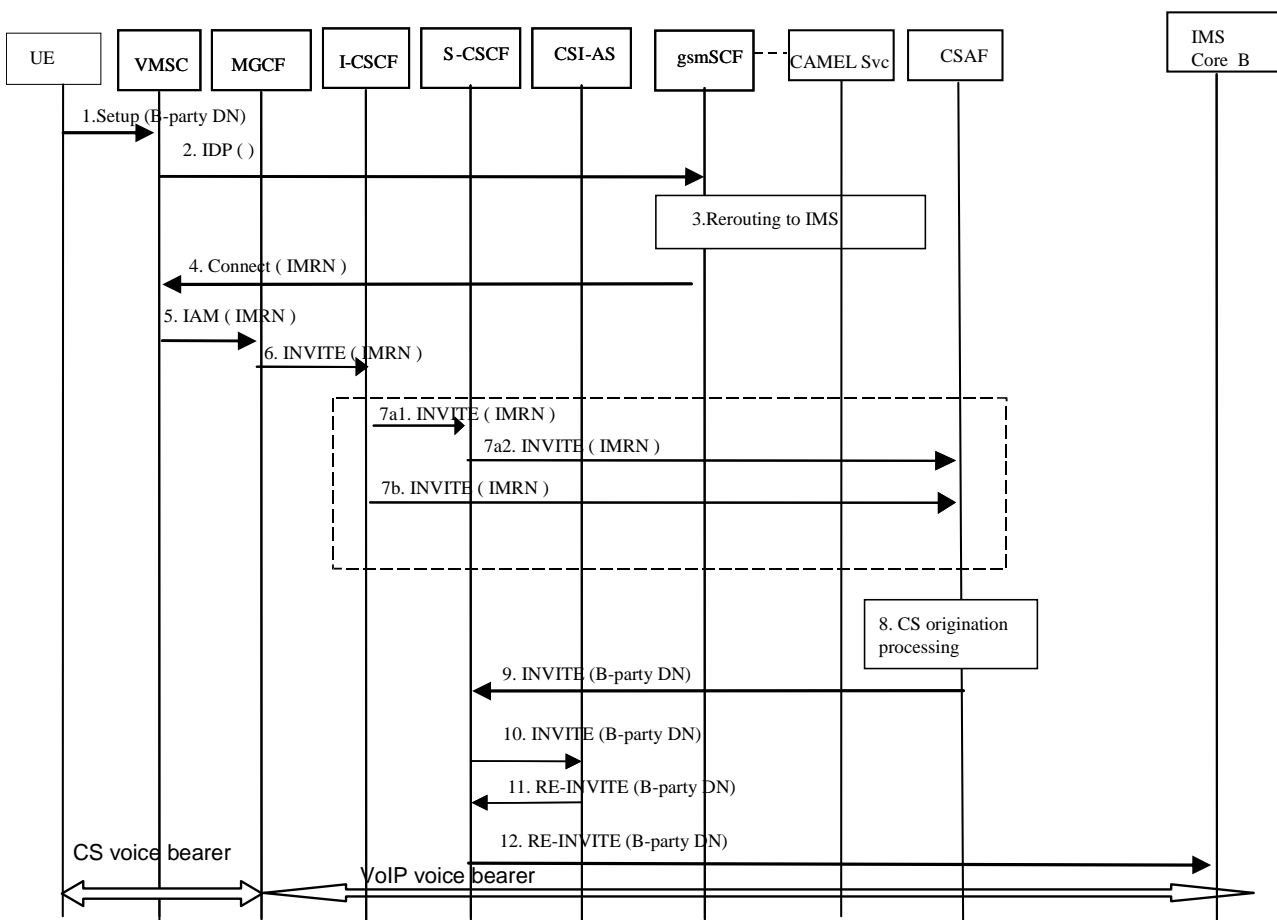 UE
VMSC
MGCF
I-CSCF
S-CSCF
CSI-AS
gsmSCF
CAMEL Svc
CSAF
IMS
Core B
1.Setup (B-party DN)
2. IDP ( )
3.Rerouting to IMS
4. Connect ( IMRN )
5. IAM ( IMRN )
6. INVITE ( IMRN )
7a1. INVITE ( IMRN )
7a2. INVITE ( IMRN )
7b. INVITE ( IMRN )
8. CS origination
processing
9. INVITE (B-party DN)
10. INVITE (B-party DN)
11. RE-INVITE (B-party DN)
12. RE-INVITE (B-party DN)
CS voice bearer
VoIP voice bearer